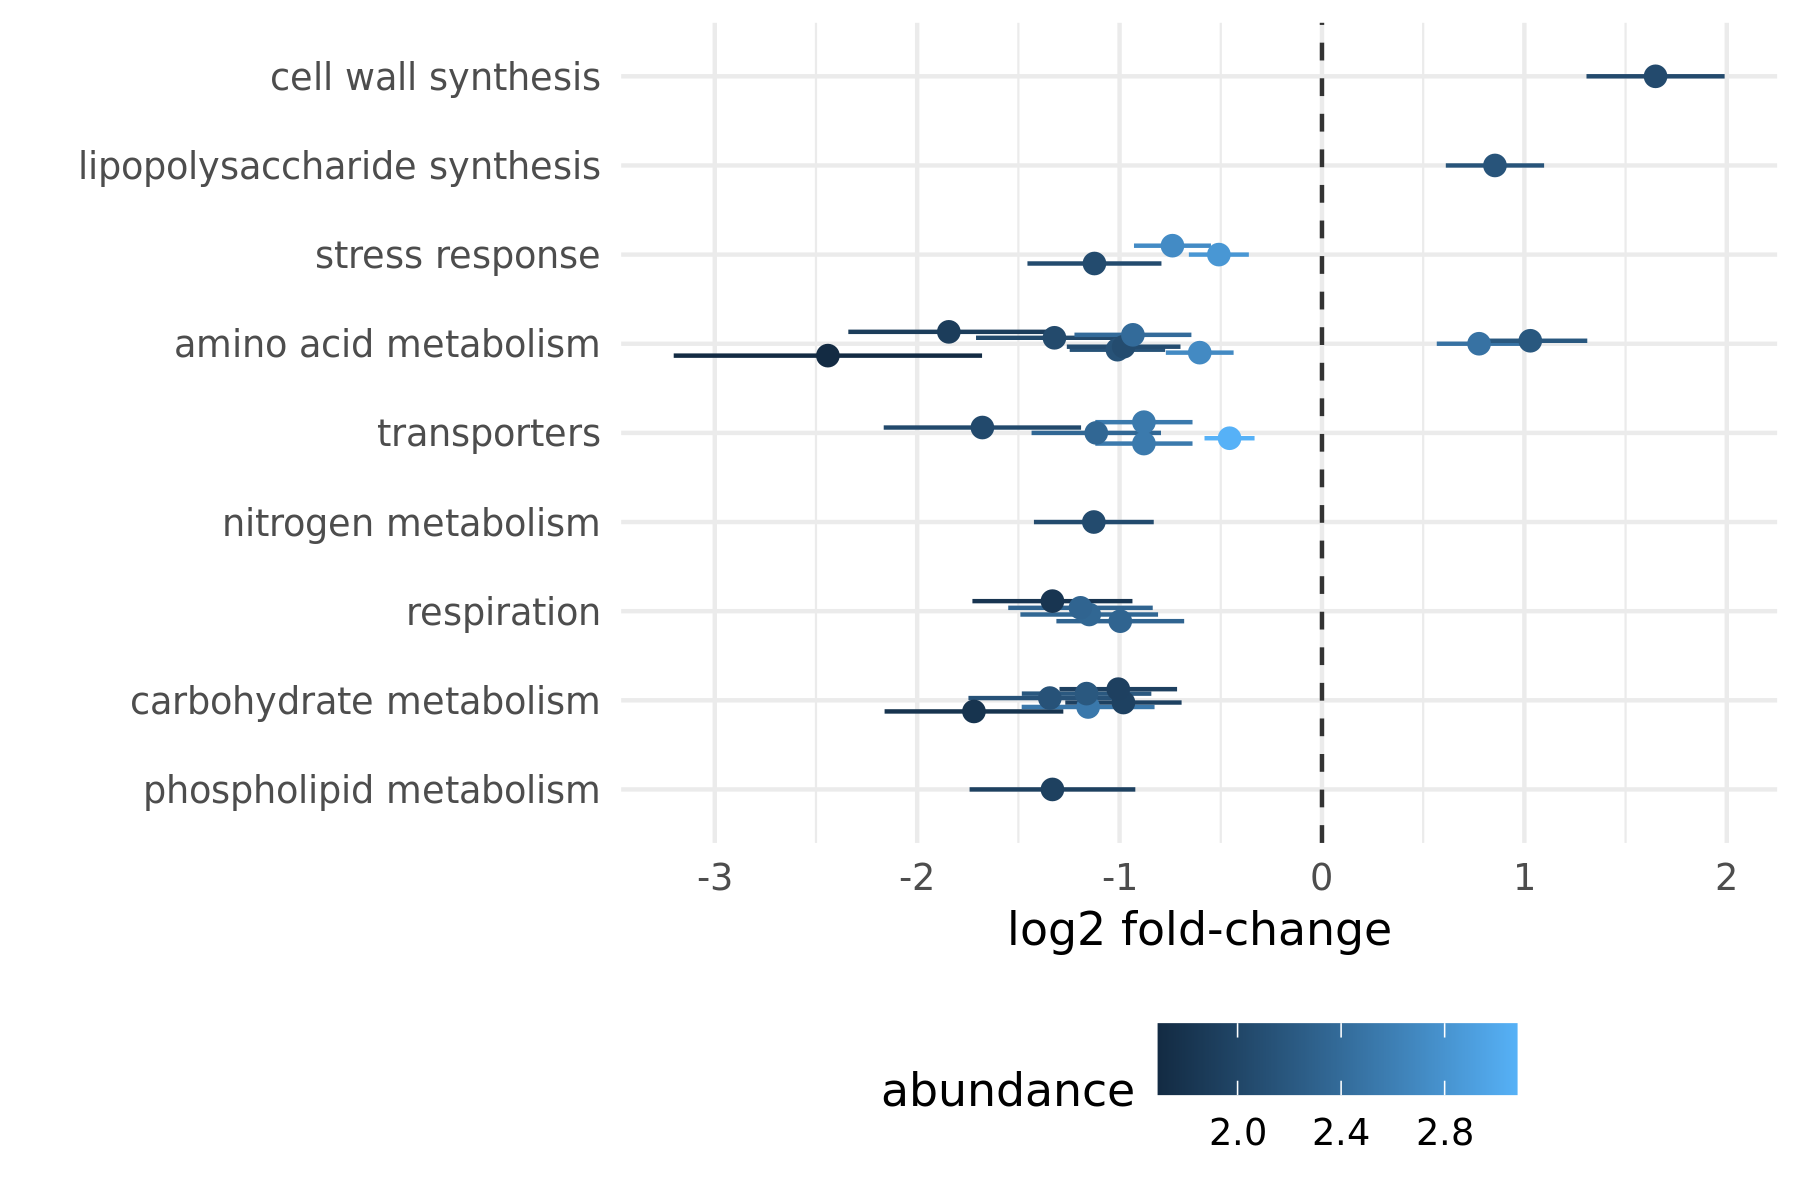 cell wall synthesis
lipopolysaccharide synthesis
stress response
amino acid metabolism
transporters
nitrogen metabolism
respiration
carbohydrate metabolism
phospholipid metabolism
-3 -2 -1 0 1 2
log2 fold-change
abundance
2.0 2.4 2.8